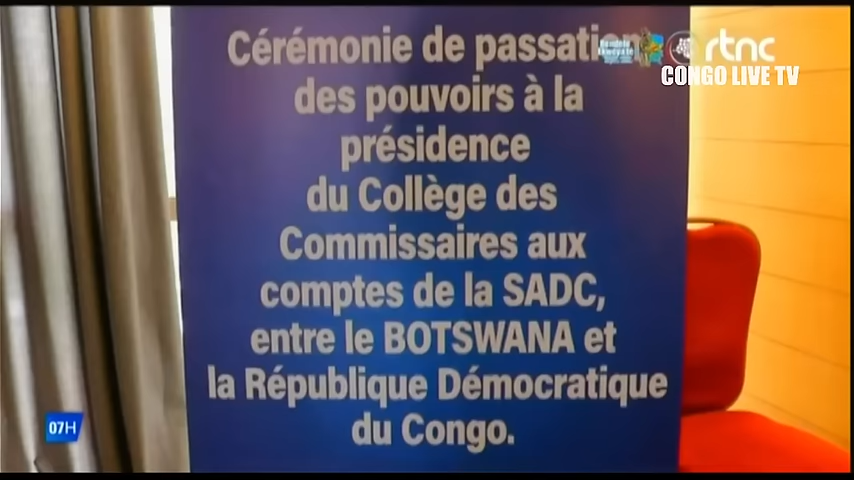 Cérémonie de passation
des pouvoirs à la
présidence
du Collège des
Commissaires aux
comptes de la SADC,
entre le BOTSWANA et
la République Démocratique
du Congo.
rtnc
CONGO LIVE TV
07H